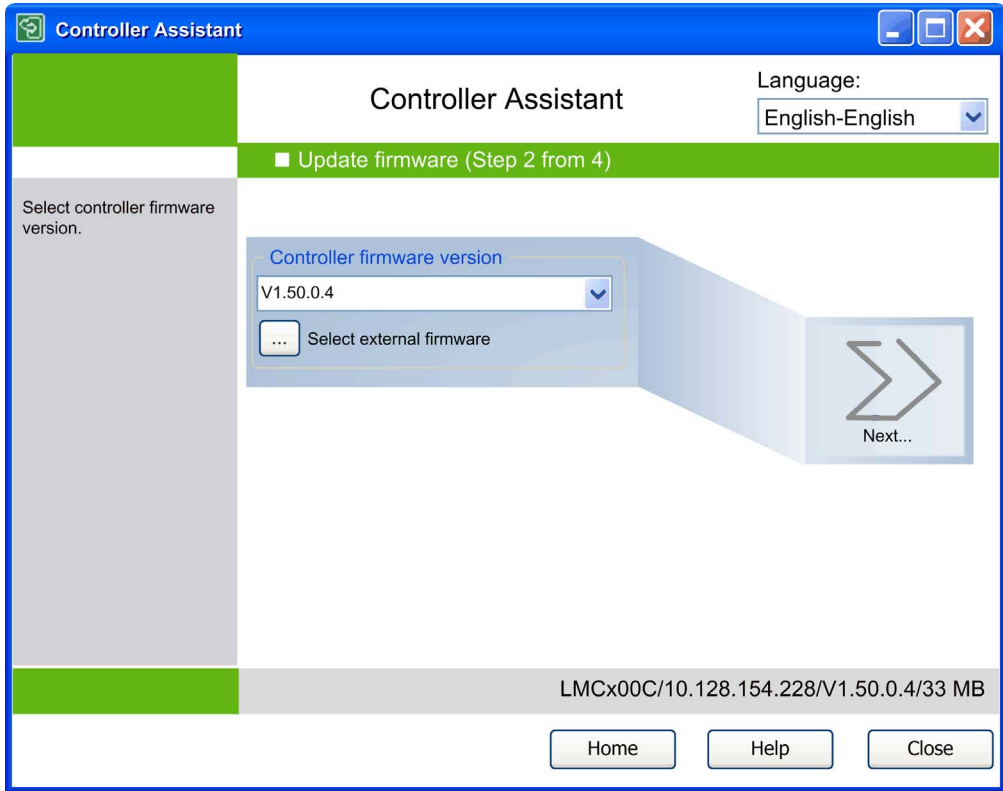 Controller Assistant
Controller Assistant
Language:
English-English
Update firmware (Step 2 from 4)
Select controller firmware
version.
Controller firmware version
V1.50.0.4
...
Select external firmware
Next...
LMCx00C/10.128.154.228/V1.50.0.4/33 MB
Home
Help
Close